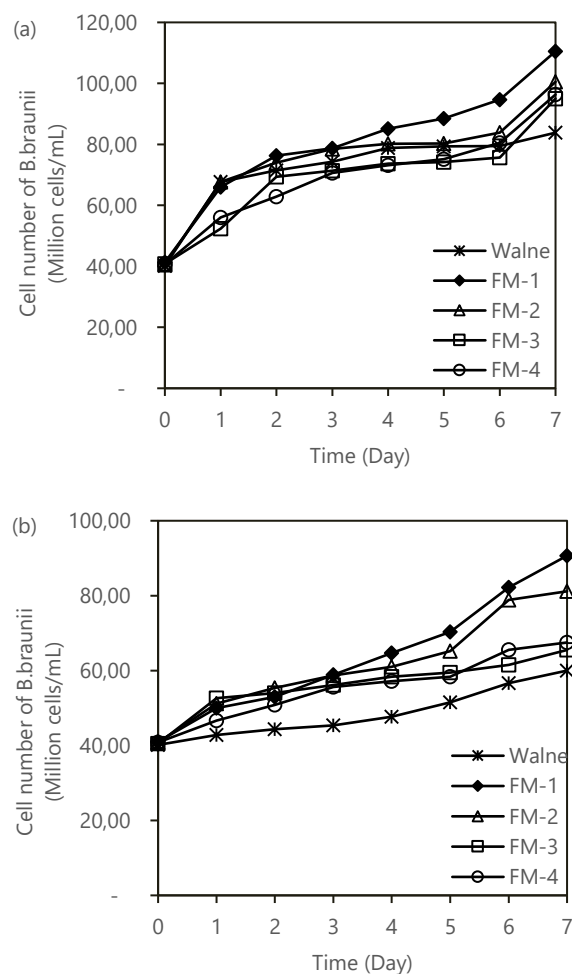 (a)
120,00
100,00
80,00
60,00
40,00
20,00
-
Cell number of B.braunii
(Million cells/mL)
Walne
FM-1
FM-2
FM-3
FM-4
0 1 2 3 4 5 6 7
Time (Day)
(b)
100,00
80,00
60,00
40,00
20,00
-
Cell number of B.braunii
(Million cells/mL)
Walne
FM-1
FM-2
FM-3
FM-4
0 1 2 3 4 5 6 7
Time (Day)